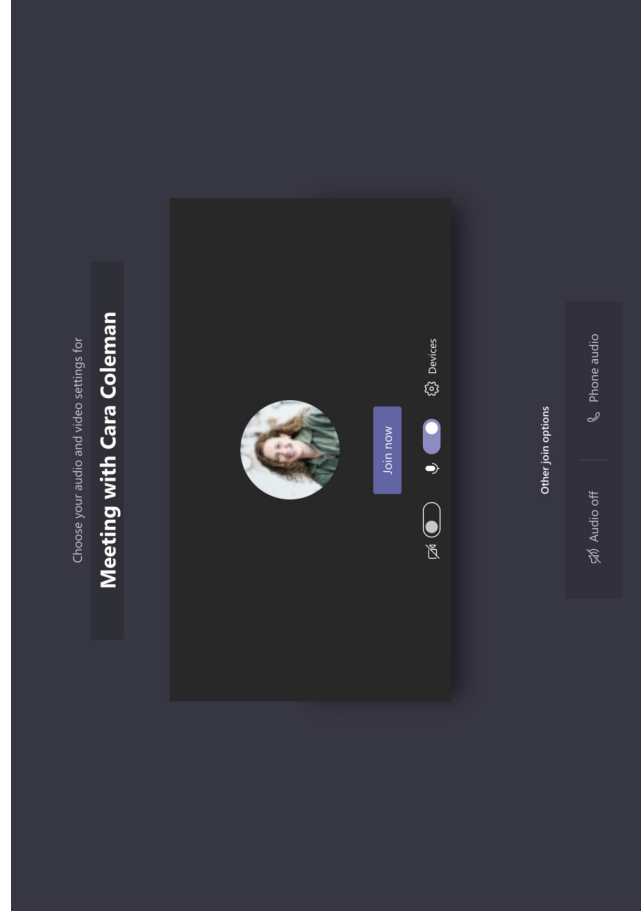 Choose your audio and video settings for
Meeting with Cara Coleman
Join now
Devices
Other join options
Audio off
Phone audio